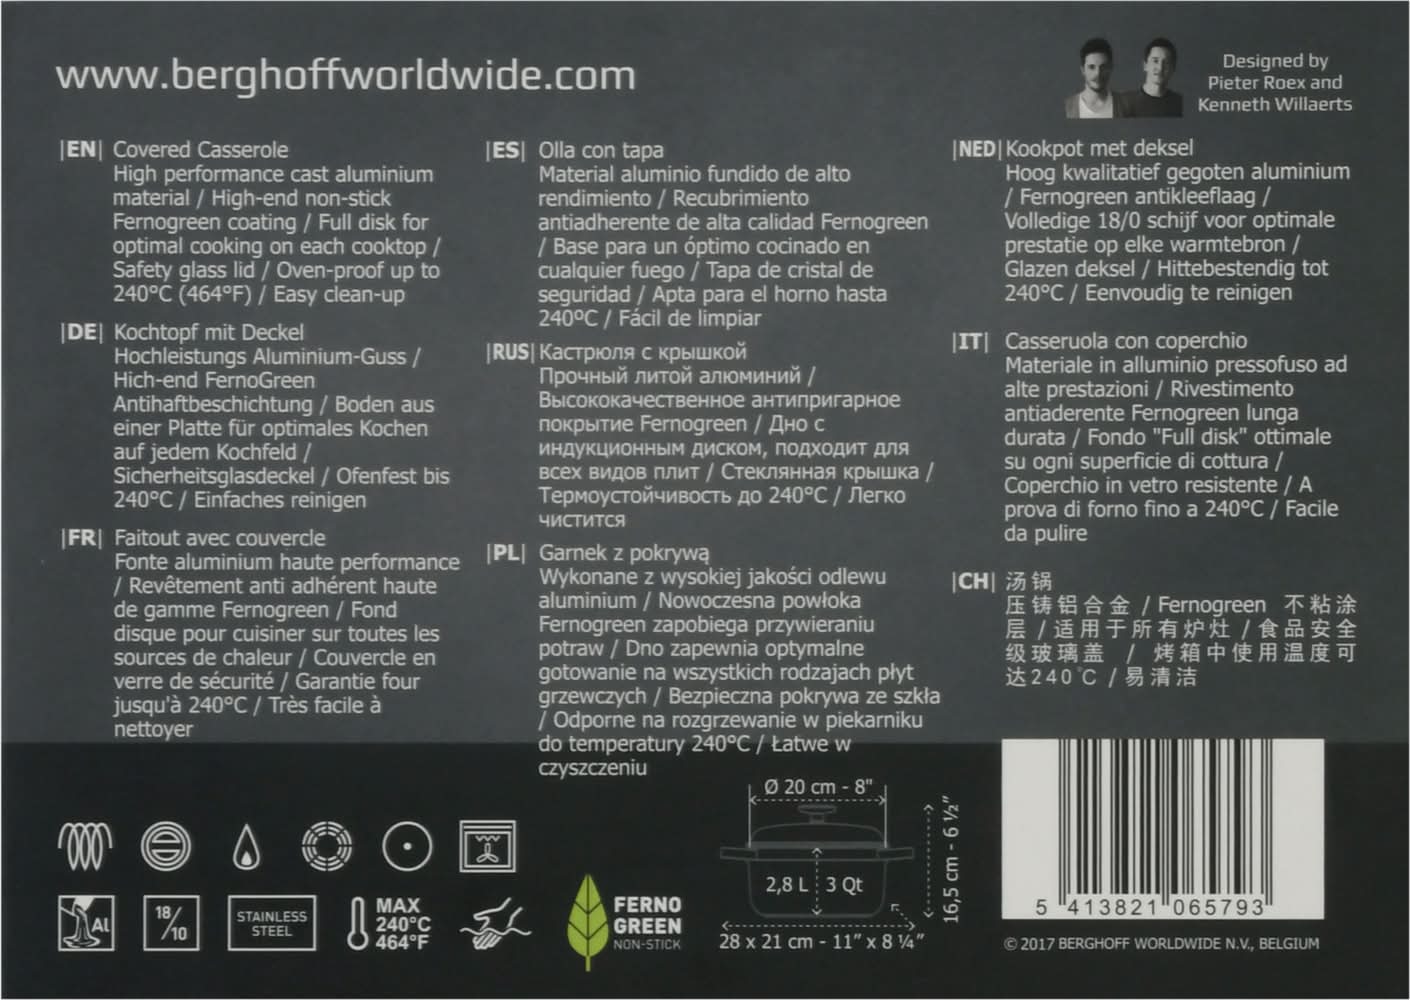 www.berghoffworldwide.com
Designed by
Pieter Roex and
Kenneth Willaerts
|EN| Covered Casserole
High performance cast aluminium
material / High-end non-stick
Fernogreen coating / Full disk for
optimal cooking on each cooktop /
Safety glass lid / Oven-proof up to
240°C (464°F) / Easy clean-up
|DE| Kochtopf mit Deckel
Hochleistungs Aluminium-Guss /
Hich-end FernoGreen
Antihaftbeschichtung / Boden aus
einer Platte für optimales Kochen
auf jedem Kochfeld /
Sicherheitsglasdeckel / Ofenfest bis
240°C / Einfaches reinigen
|FR| Faitout avec couvercle
Fonte aluminium haute performance
/ Revêtement anti adhérent haute
de gamme Fernogreen / Fond
disque pour cuisiner sur toutes les
sources de chaleur / Couvercle en
verre de sécurité / Garantie four
jusqu'à 240°C / Très facile à
nettoyer
|ES| Olla con tapa
Material aluminio fundido de alto
rendimiento / Recubrimiento
antiadherente de alta calidad Fernogreen
/ Base para un óptimo cocinado en
cualquier fuego / Tapa de cristal de
seguridad / Apta para el horno hasta
240ºC / Fácil de limpiar
|RUS| Кастрюля с крышкой
Прочный литой алюминий /
Высококачественное антипригарное
покрытие Fernogreen / Дно с
индукционным диском, подходит для
всех видов плит / Стеклянная крышка /
Термоустойчивость до 240°C / Легко
чистится
|PL| Garnek z pokrywą
Wykonane z wysokiej jakości odlewu
aluminium / Nowoczesna powłoka
Fernogreen zapobiega przywieraniu
potraw / Dno zapewnia optymalne
gotowanie na wszystkich rodzajach płyt
grzewczych / Bezpieczna pokrywa ze szkła
/ Odporne na rozgrzewanie w piekarniku
do temperatury 240°C / Łatwe w
czyszczeniu
|NED| Kookpot met deksel
Hoog kwalitatief gegoten aluminium
/ Fernogreen antikleeflaag /
Volledige 18/0 schijf voor optimale
prestatie op elke warmtebron /
Glazen deksel / Hittebestendig tot
240°C / Eenvoudig te reinigen
|IT| Casseruola con coperchio
Materiale in alluminio pressofuso ad
alte prestazioni / Rivestimento
antiaderente Fernogreen lunga
durata / Fondo "Full disk" ottimale
su ogni superficie di cottura /
Coperchio in vetro resistente / A
prova di forno fino a 240°C / Facile
da pulire
|CH| 汤锅
压铸铝合金 / Fernogreen 不粘涂
层 / 适用于所有炉灶 / 食品安全
级玻璃盖 / 烤箱中使用温度可
达240°C / 易清洁
Al
18/10
STAINLESS
STEEL
MAX
240°C
464°F
FERNO
GREEN
NON-STICK
Ø 20 cm - 8"
2,8 L 3 Qt
16,5 cm - 6 ½"
28 x 21 cm - 11" x 8 ¼"
5 413821 065793
© 2017 BERGHOFF WORLDWIDE N.V., BELGIUM